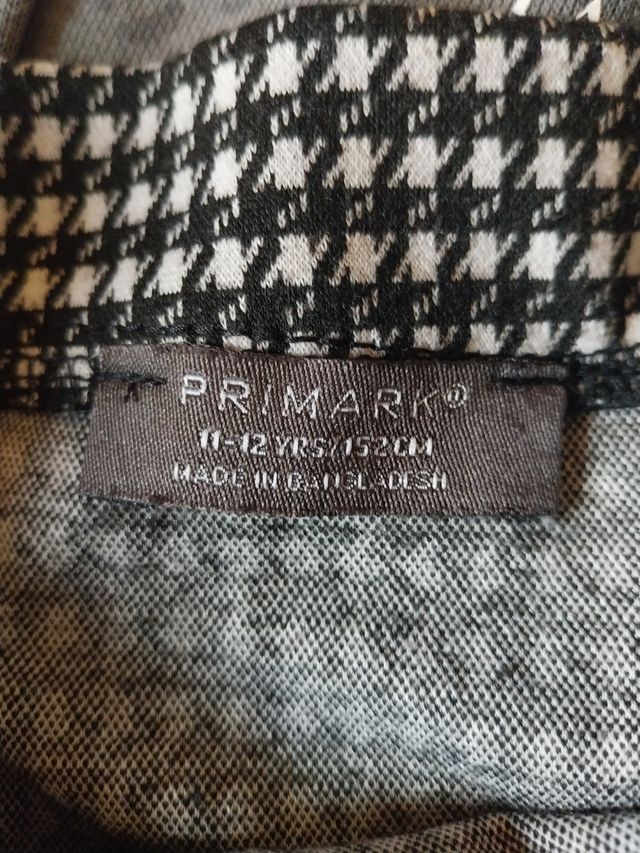 PRIMARK®
11-12 YRS/152CM
MADE IN BANGLADESH